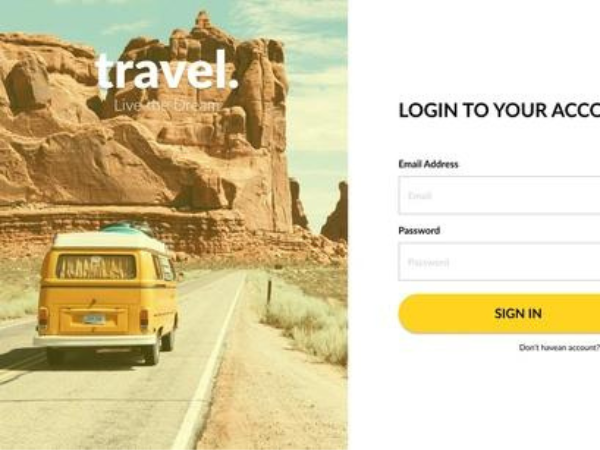 travel.
Live the Dream
LOGIN TO YOUR ACCO
Email Address
Email
Password
Password
SIGN IN
Don't havean account?